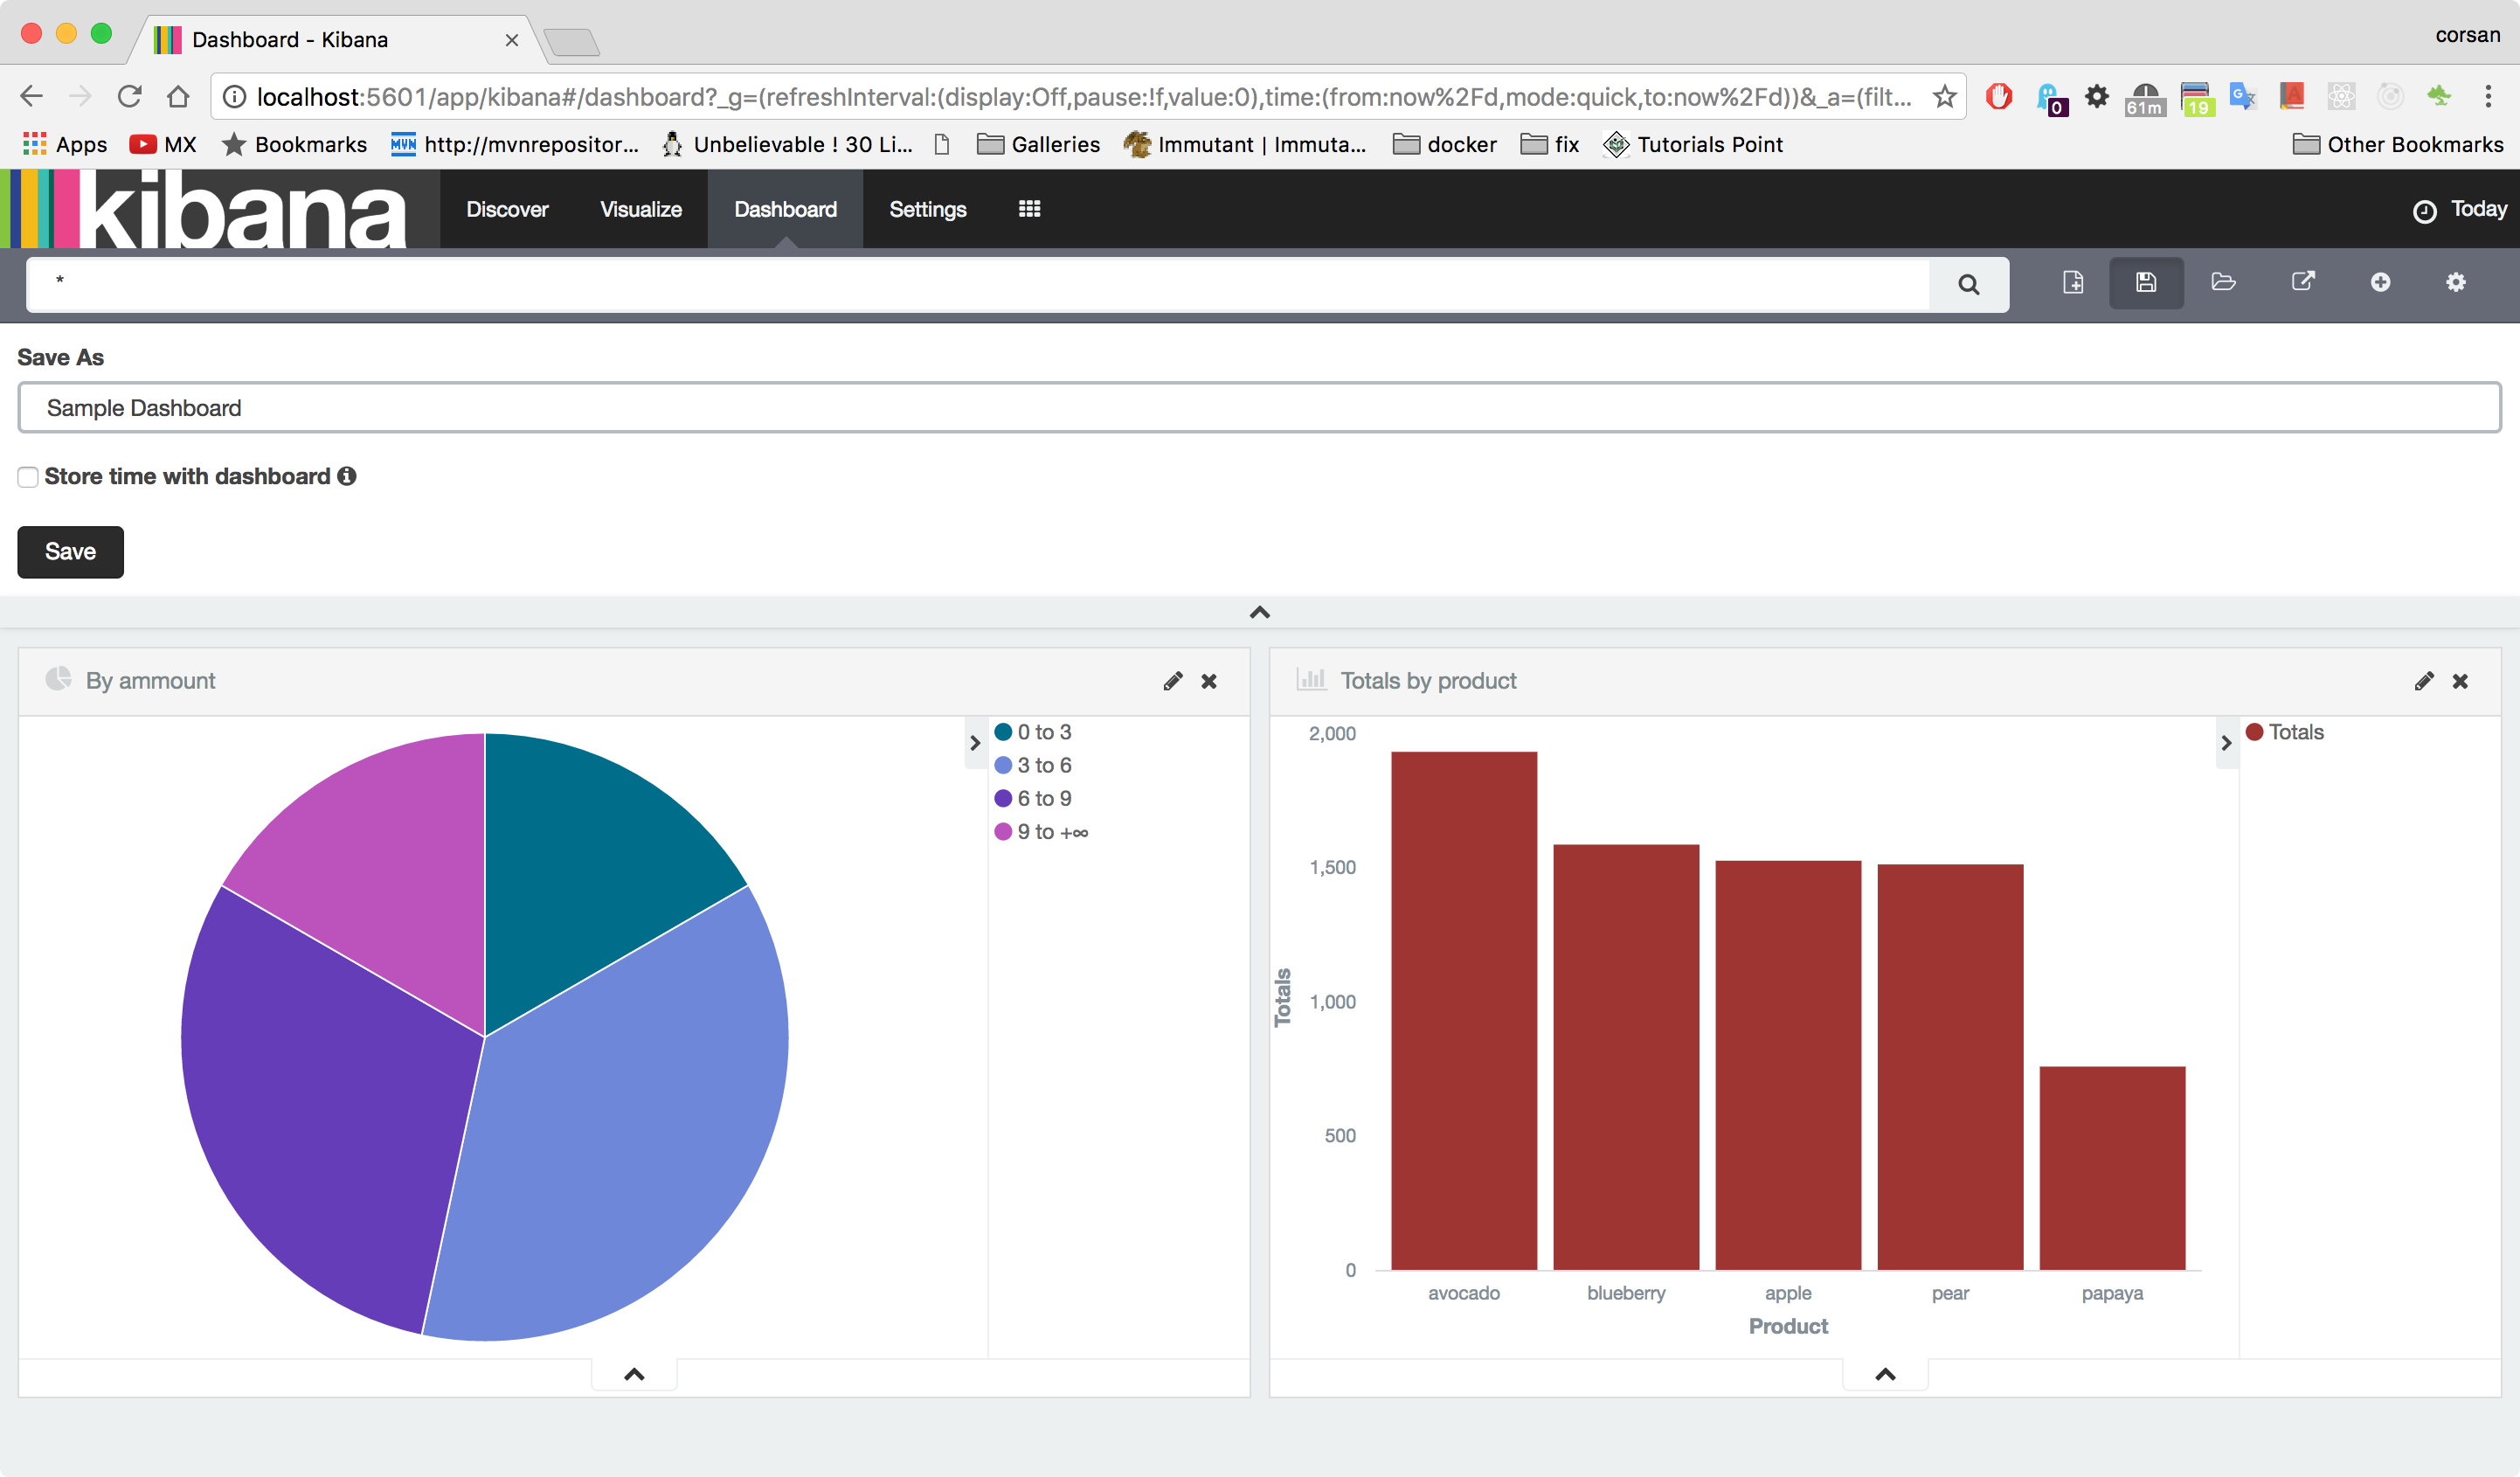 Dashboard - Kibana
corsan
localhost:5601/app/kibana#/dashboard?_g=(refreshInterval:(display:Off,pause:!f,value:0),time:(from:now%2Fd,mode:quick,to:now%2Fd))&_a=(filt...
0
61m
19
Apps MX Bookmarks http://mvnrepositor... Unbelievable ! 30 Li... Galleries Immutant | Immuta... docker fix Tutorials Point Other Bookmarks
kibana Discover Visualize Dashboard Settings Today
*
Save As
Sample Dashboard
Store time with dashboard
Save
By ammount
0 to 3
3 to 6
6 to 9
9 to +∞
Totals by product
Totals
2,000
1,500
1,000
500
0
Totals
avocado blueberry apple pear papaya
Product